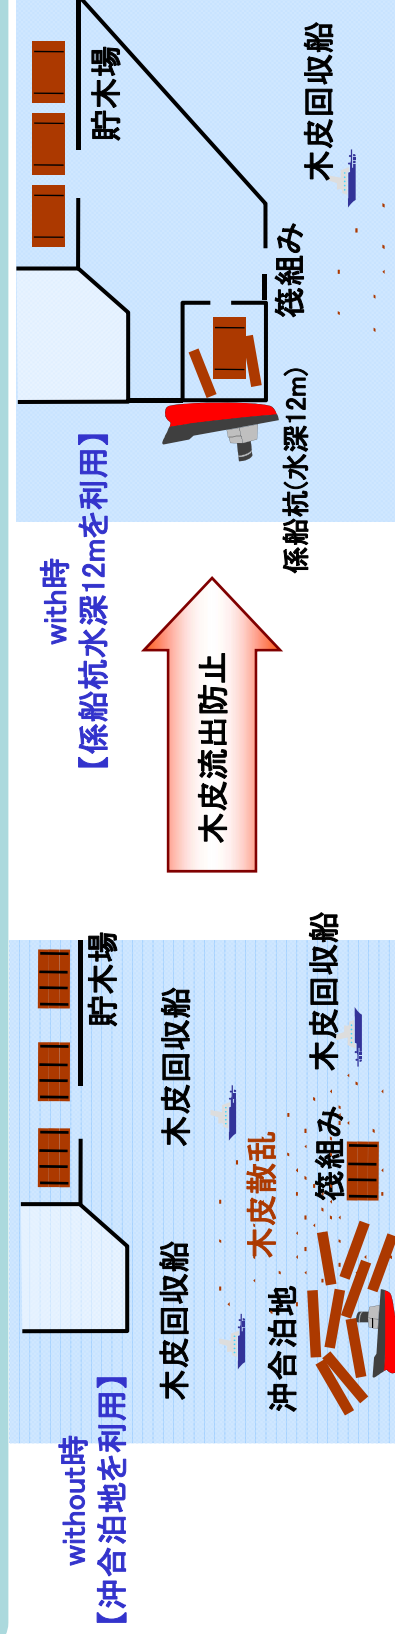 without時
【沖合泊地を利用】
貯木場
木皮回収船
木皮回収船
木皮回収船
木皮散乱
筏組み
沖合泊地
木皮流出防止
with時
【係船杭水深12mを利用】
貯木場
木皮回収船
筏組み
係船杭(水深12m)